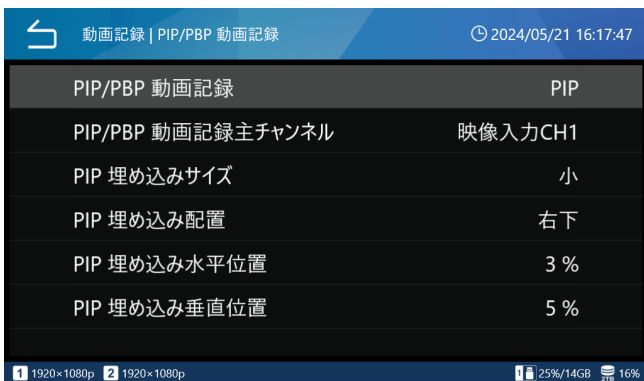 動画記録 | PIP/PBP 動画記録 2024/05/21 16:17:47
PIP/PBP 動画記録 PIP
PIP/PBP 動画記録主チャンネル 映像入力CH1
PIP 埋め込みサイズ 小
PIP 埋め込み配置 右下
PIP 埋め込み水平位置 3 %
PIP 埋め込み垂直位置 5 %
1 1920×1080p 2 1920×1080p 1 25%/14GB 2TB 16%